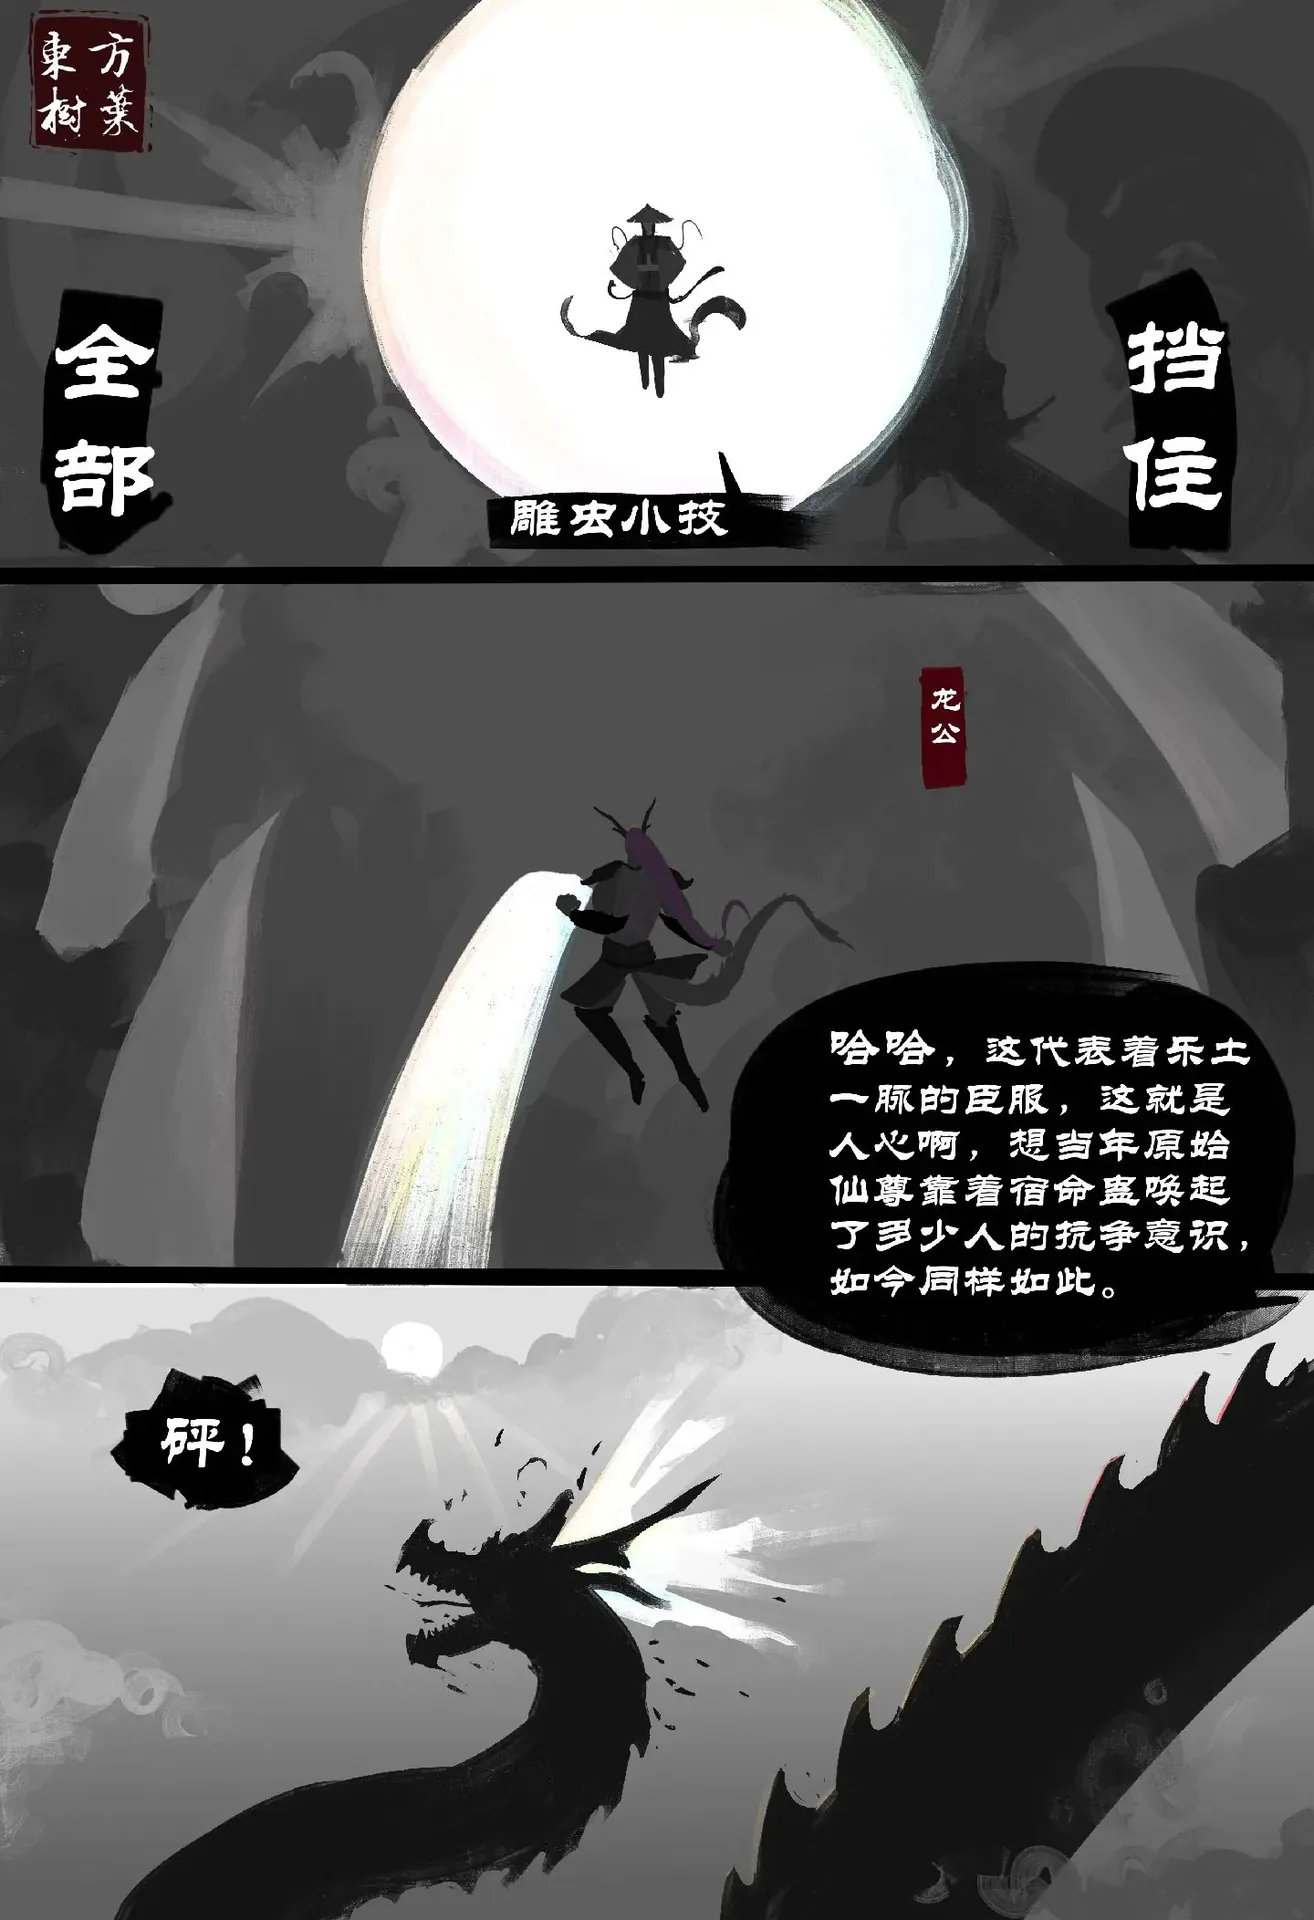 東方
樹葉
全部
挡住
雕虫小技
龙公
哈哈，这代表着乐土
一脉的臣服，这就是
人心啊，想当年原始
仙尊靠着宿命蛊唤起
了多少人的抗争意识，
如今同样如此。
砰！